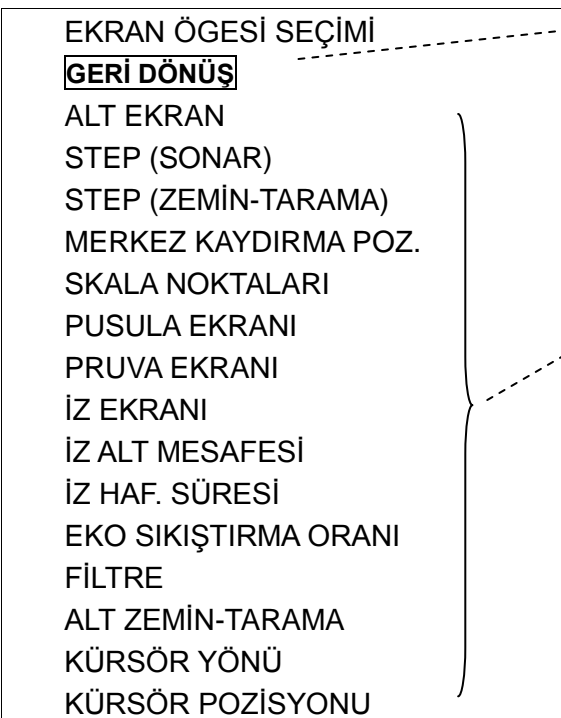 EKRAN ÖGESİ SEÇİMİ
GERİ DÖNÜŞ
ALT EKRAN
STEP (SONAR)
STEP (ZEMİN-TARAMA)
MERKEZ KAYDIRMA POZ.
SKALA NOKTALARI
PUSULA EKRANI
PRUVA EKRANI
İZ EKRANI
İZ ALT MESAFESİ
İZ HAF. SÜRESİ
EKO SIKIŞTIRMA ORANI
FİLTRE
ALT ZEMİN-TARAMA
KÜRSÖR YÖNÜ
KÜRSÖR POZİSYONU